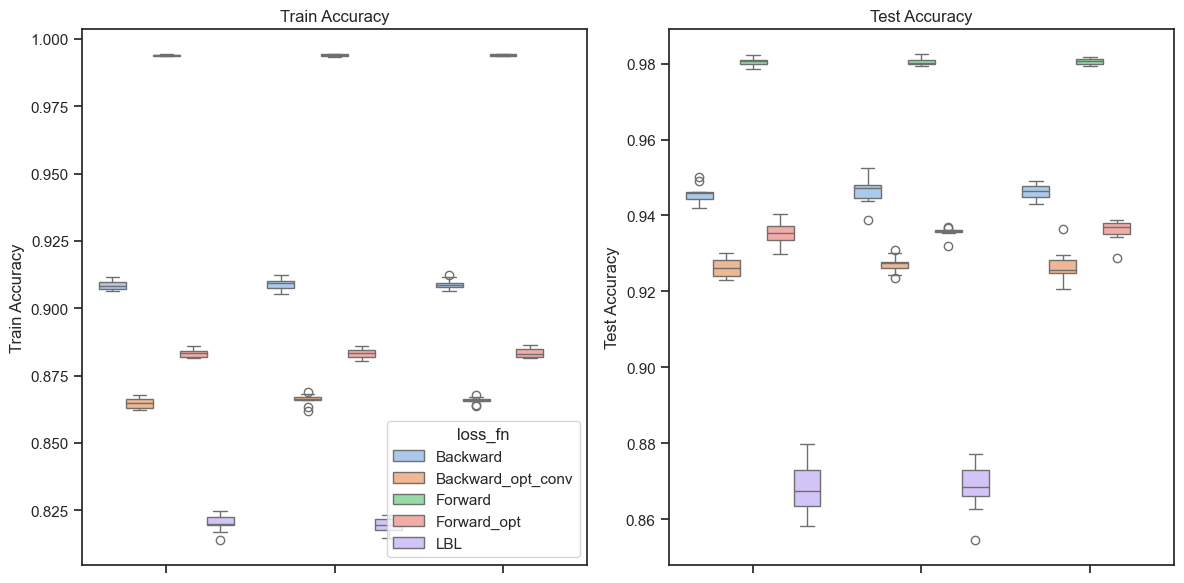 Train Accuracy
Test Accuracy
1.000
0.975
0.950
0.925
0.900
0.875
0.850
0.825
Train Accuracy
loss_fn
Backward
Backward_opt_conv
Forward
Forward_opt
LBL
0.98
0.96
0.94
0.92
0.90
0.88
0.86
Test Accuracy